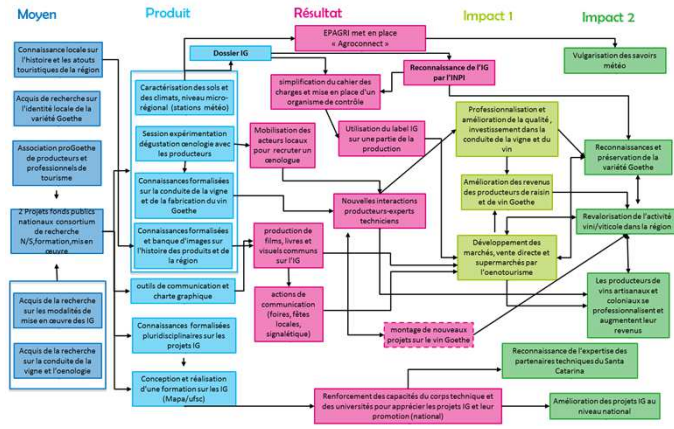 Moyen
Produit
Résultat
Impact 1
Impact 2
Connaissance locale sur
l'histoire et les atouts
touristiques de la région
Acquis de recherche sur
l'identité locale de la
variété Goethe
Association proGoethe
de producteurs et
professionnels de
tourisme
2 Projets fonds publics
nationaux consortium
de recherche
N/S,formation,mis en
œuvre
Acquis de la recherche
sur les modalités de
mise en œuvre des IG
Acquis de la recherche
sur la conduite de la
vigne et l'oenologie
Dossier IG
Caractérisation des sols et
des climats, niveau micro-
régional (stations météo)
Session expérimentation
dégustation œnologie avec
les producteurs
Connaissances formalisées
sur la conduite de la vigne
et de la fabrication du vin
Goethe
Connaissances formalisées
et banque d'images sur
l'histoire des produits et de
la région
outils de communication et
charte graphique
Connaissances formalisées
pluridisciplinaires sur les
projets IG
Conception et réalisation
d'une formation sur les IG
(Mapa/ufsc)
EPAGRI met en place
« Agroconnect »
Reconnaissance de l'IG
par l'INPI
simplification du cahier des
charges et mise en place d'un
organisme de contrôle
Mobilisation des
acteurs locaux
pour recruter un
œnologue
Utilisation du label IG
sur une partie de la
production
Nouvelles interactions
producteurs-experts
techniciens
production de
films, livres et
visuels communs
sur l'IG
actions de
communication
(foires, fêtes
locales,
signalétique)
montage de nouveaux
projets sur le vin Goethe
Renforcement des capacités du corps technique et
des universités pour apprécier les projets IG et leur
promotion (national)
Professionnalisation et
amélioration de la qualité ,
investissement dans la
conduite de la vigne et du
vin
Amélioration des revenus
des producteurs de raisin
et de vin Goethe
Développement des
marchés, vente directe et
supermarchés par
l'oenotourisme
Vulgarisation des savoirs
météo
Reconnaissances et
préservation de la
variété Goethe
Revalorisation de l'activité
vini/viticole dans la région
Les producteurs de
vins artisanaux et
coloniaux se
professionalisent et
augmentent leur
revenus
Reconnaissance de l'expertise des
partenaires techniques du Santa
Catarina
Amélioration des projets IG au
niveau national